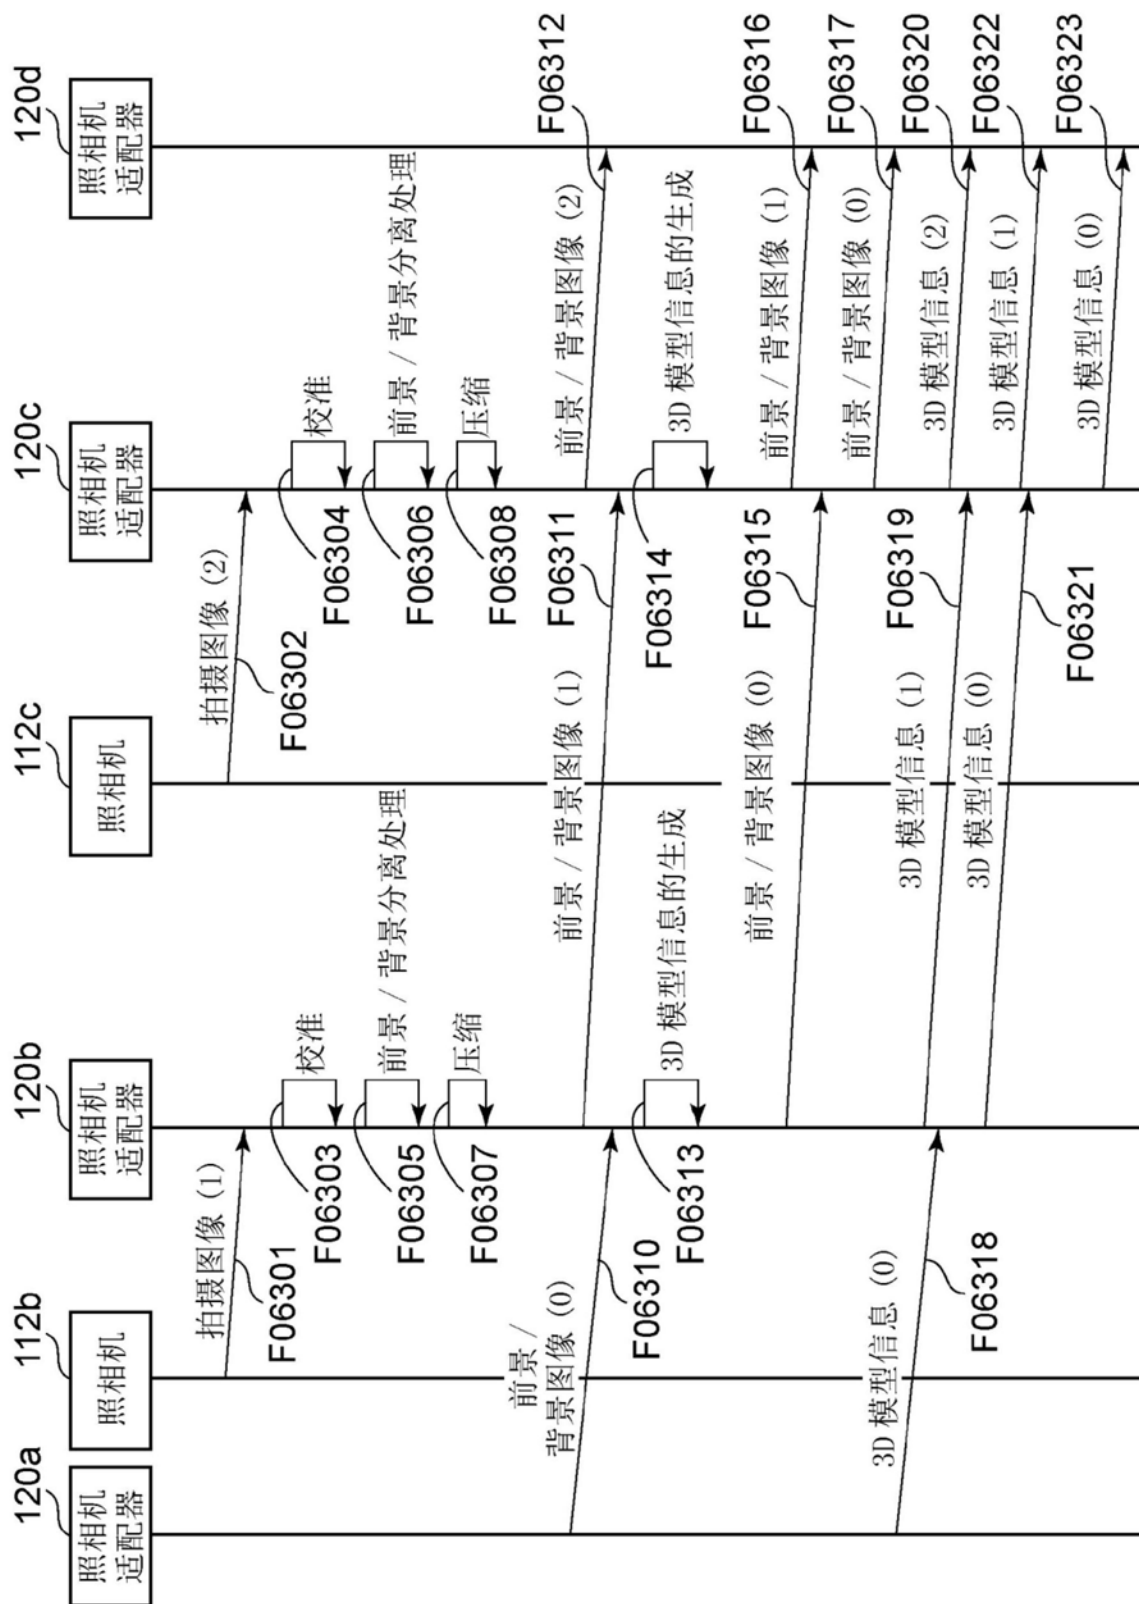 120a
照相机
适配器
112b
照相机
120b
照相机
适配器
112c
照相机
120c
照相机
适配器
120d
照相机
适配器
拍摄图像 (1)
F06301
拍摄图像 (2)
F06302
校准
F06303
校准
F06304
前景 / 背景分离处理
F06305
前景 / 背景分离处理
F06306
压缩
F06307
压缩
F06308
前景 /
背景图像 (0)
F06310
前景 / 背景图像 (1)
F06311
前景 / 背景图像 (2)
F06312
3D 模型信息的生成
F06313
3D 模型信息的生成
F06314
前景 / 背景图像 (0)
F06315
前景 / 背景图像 (1)
F06316
前景 / 背景图像 (0)
F06317
3D 模型信息 (0)
F06318
3D 模型信息 (1)
F06319
3D 模型信息 (2)
F06320
3D 模型信息 (0)
F06321
3D 模型信息 (1)
F06322
3D 模型信息 (0)
F06323